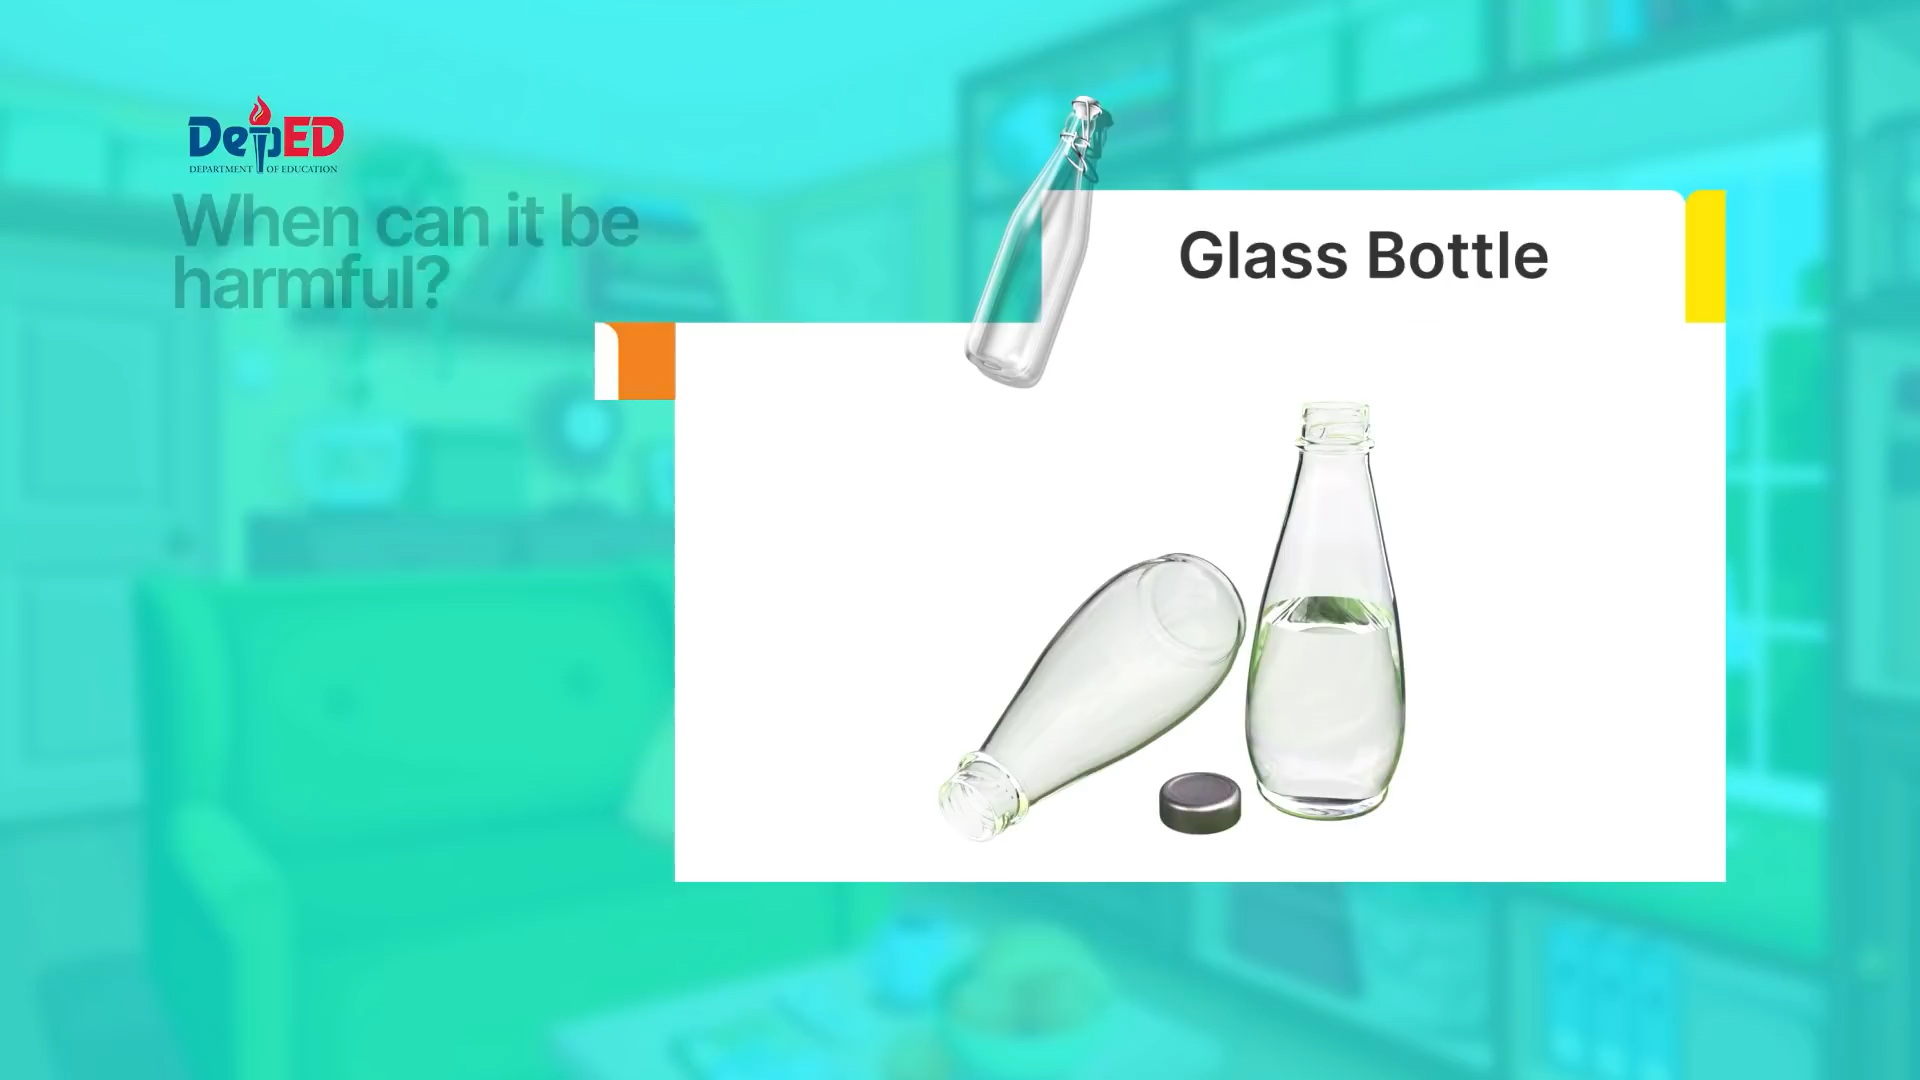 DepED
DEPARTMENT OF EDUCATION
When can it be
harmful?
Glass Bottle